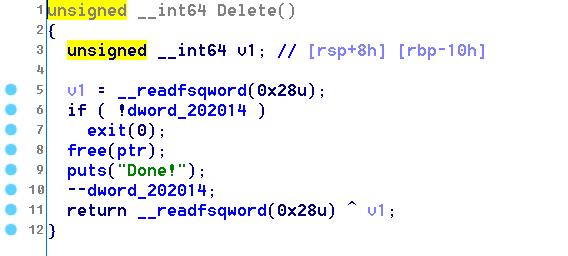 1 unsigned __int64 Delete()
2 {
3 unsigned __int64 v1; // [rsp+8h] [rbp-10h]
4
5 v1 = __readfsqword(0x28u);
6 if ( !dword_202014 )
7 exit(0);
8 free(ptr);
9 puts("Done!");
10 --dword_202014;
11 return __readfsqword(0x28u) ^ v1;
12 }